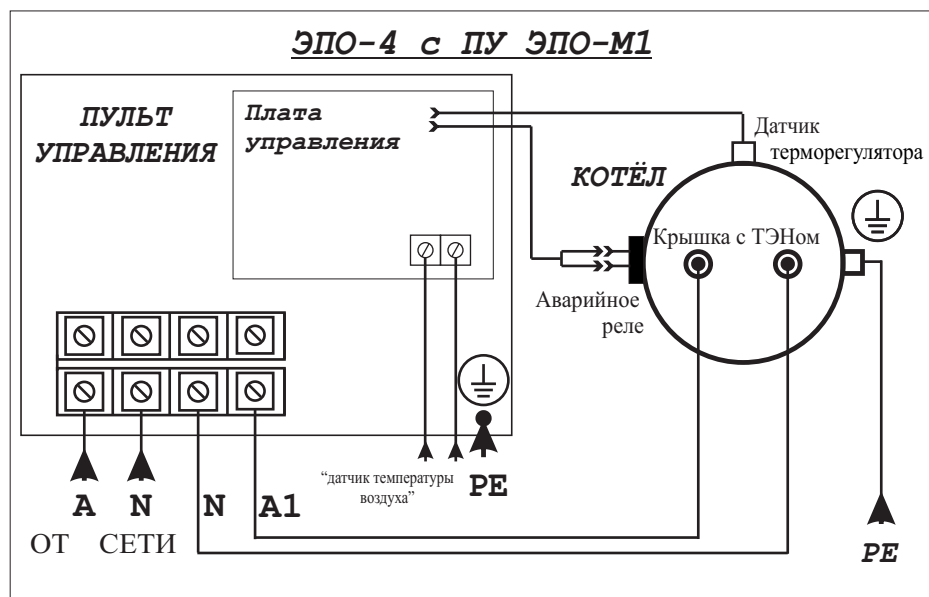 ЭПО-4 с ПУ ЭПО-М1
ПУЛЬТ
УПРАВЛЕНИЯ
Плата
управления
Датчик
терморегулятора
КОТЁЛ
Крышка с ТЭНом
Аварийное
реле
“датчик температуры
воздуха”
PE
A N N A1
ОТ СЕТИ
PE